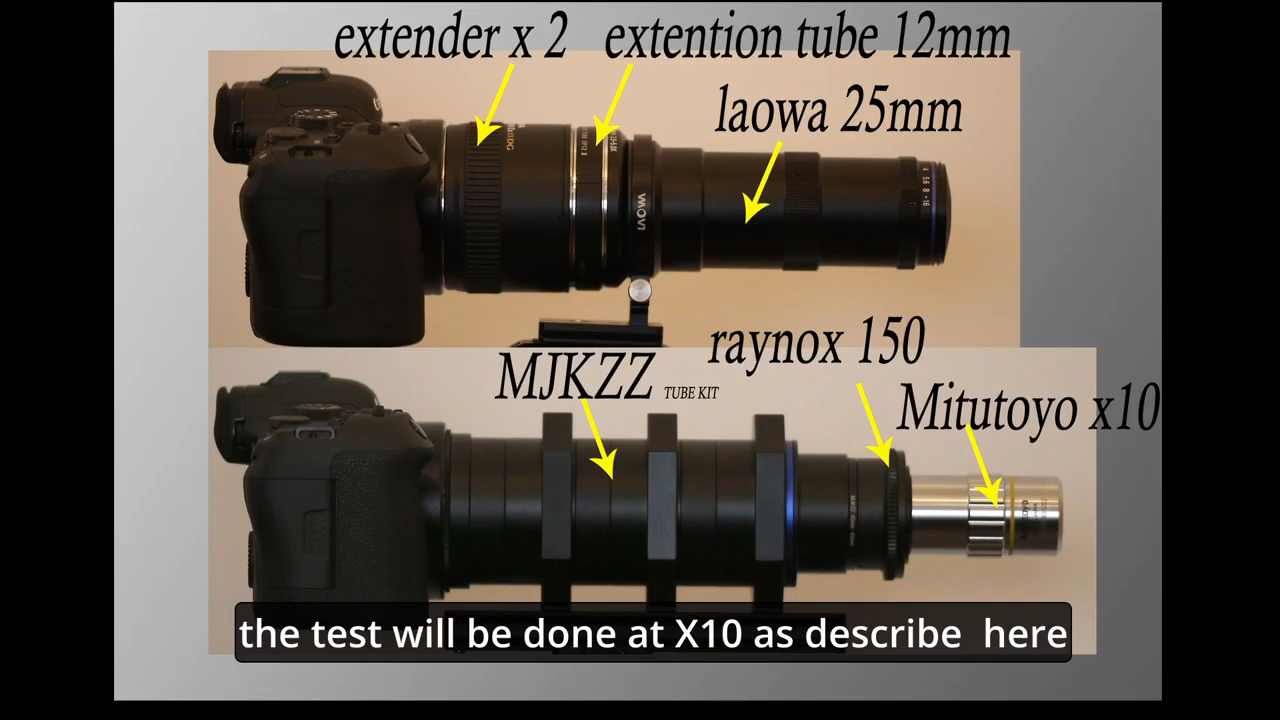 extender x 2 extention tube 12mm
laowa 25mm
raynox 150
MJKZZ TUBE KIT
Mitutoyo x10
the test will be done at X10 as describe here